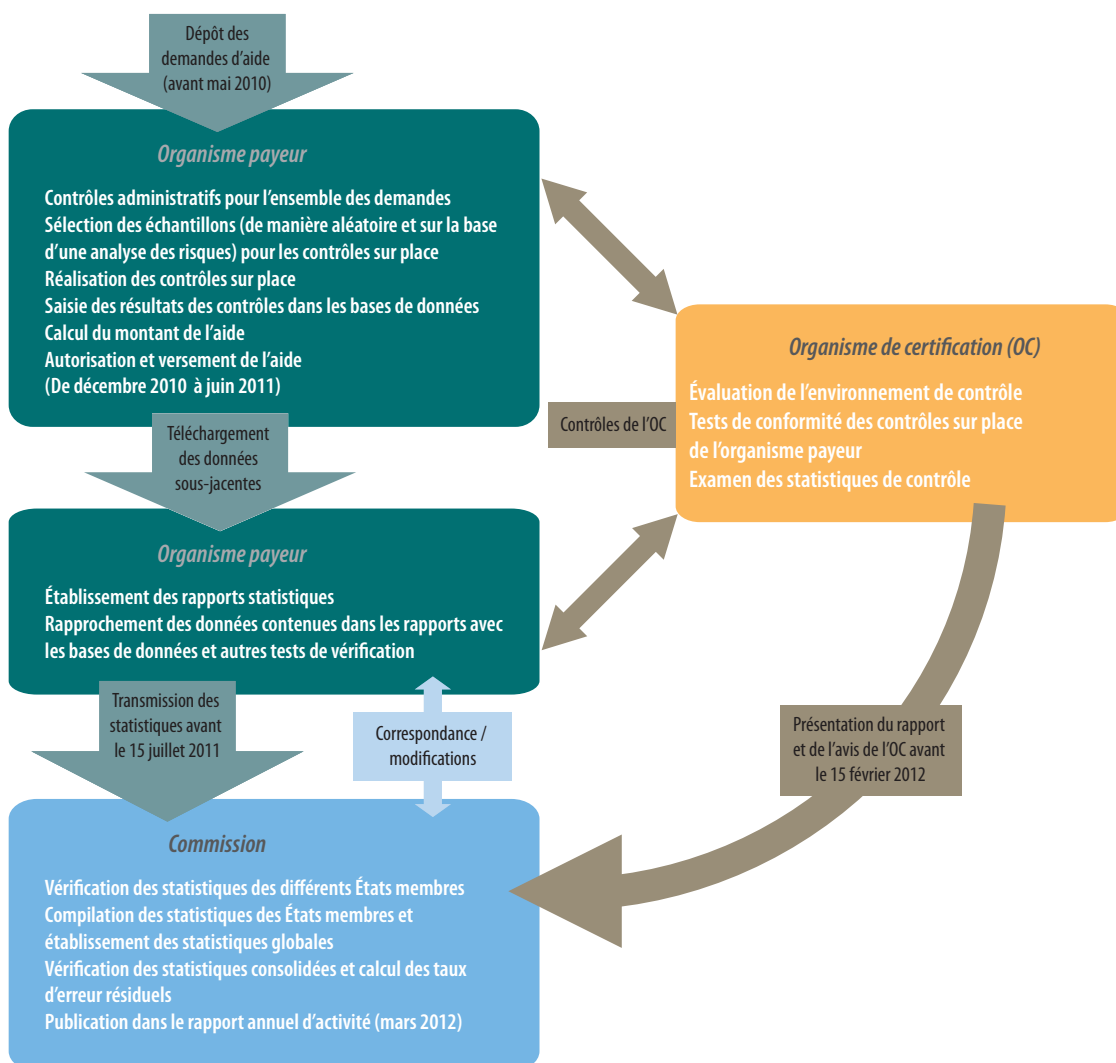 Dépôt des
demandes d'aide
(avant mai 2010)
Organisme payeur
Contrôles administratifs pour l'ensemble des demandes
Sélection des échantillons (de manière aléatoire et sur la base
d'une analyse des risques) pour les contrôles sur place
Réalisation des contrôles sur place
Saisie des résultats des contrôles dans les bases de données
Calcul du montant de l'aide
Autorisation et versement de l'aide
(De décembre 2010 à juin 2011)
Organisme de certification (OC)
Évaluation de l'environnement de contrôle
Tests de conformité des contrôles sur place
de l'organisme payeur
Examen des statistiques de contrôle
Contrôles de l'OC
Téléchargement
des données
sous-jacentes
Organisme payeur
Établissement des rapports statistiques
Rapprochement des données contenues dans les rapports avec
les bases de données et autres tests de vérification
Transmission des
statistiques avant
le 15 juillet 2011
Correspondance /
modifications
Présentation du rapport
et de l'avis de l'OC avant
le 15 février 2012
Commission
Vérification des statistiques des différents États membres
Compilation des statistiques des États membres et
établissement des statistiques globales
Vérification des statistiques consolidées et calcul des taux
d'erreur résiduels
Publication dans le rapport annuel d'activité (mars 2012)